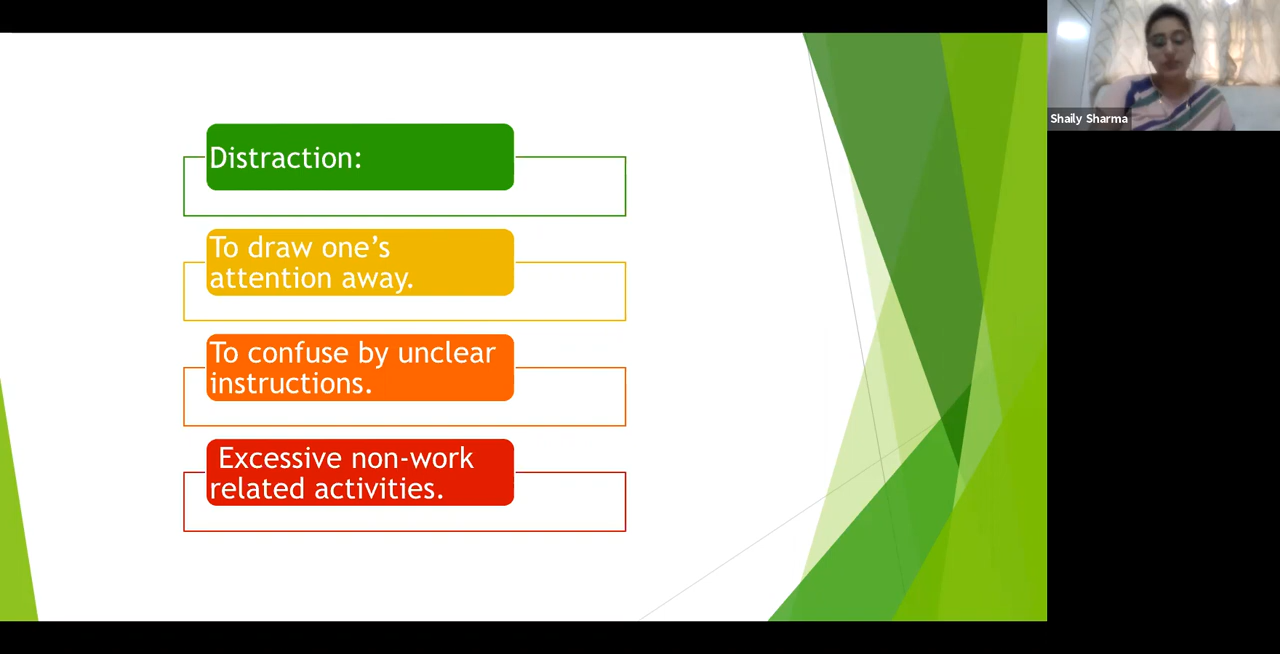 Distraction:
To draw one’s
attention away.
To confuse by unclear
instructions.
Excessive non-work
related activities.
Shaily Sharma